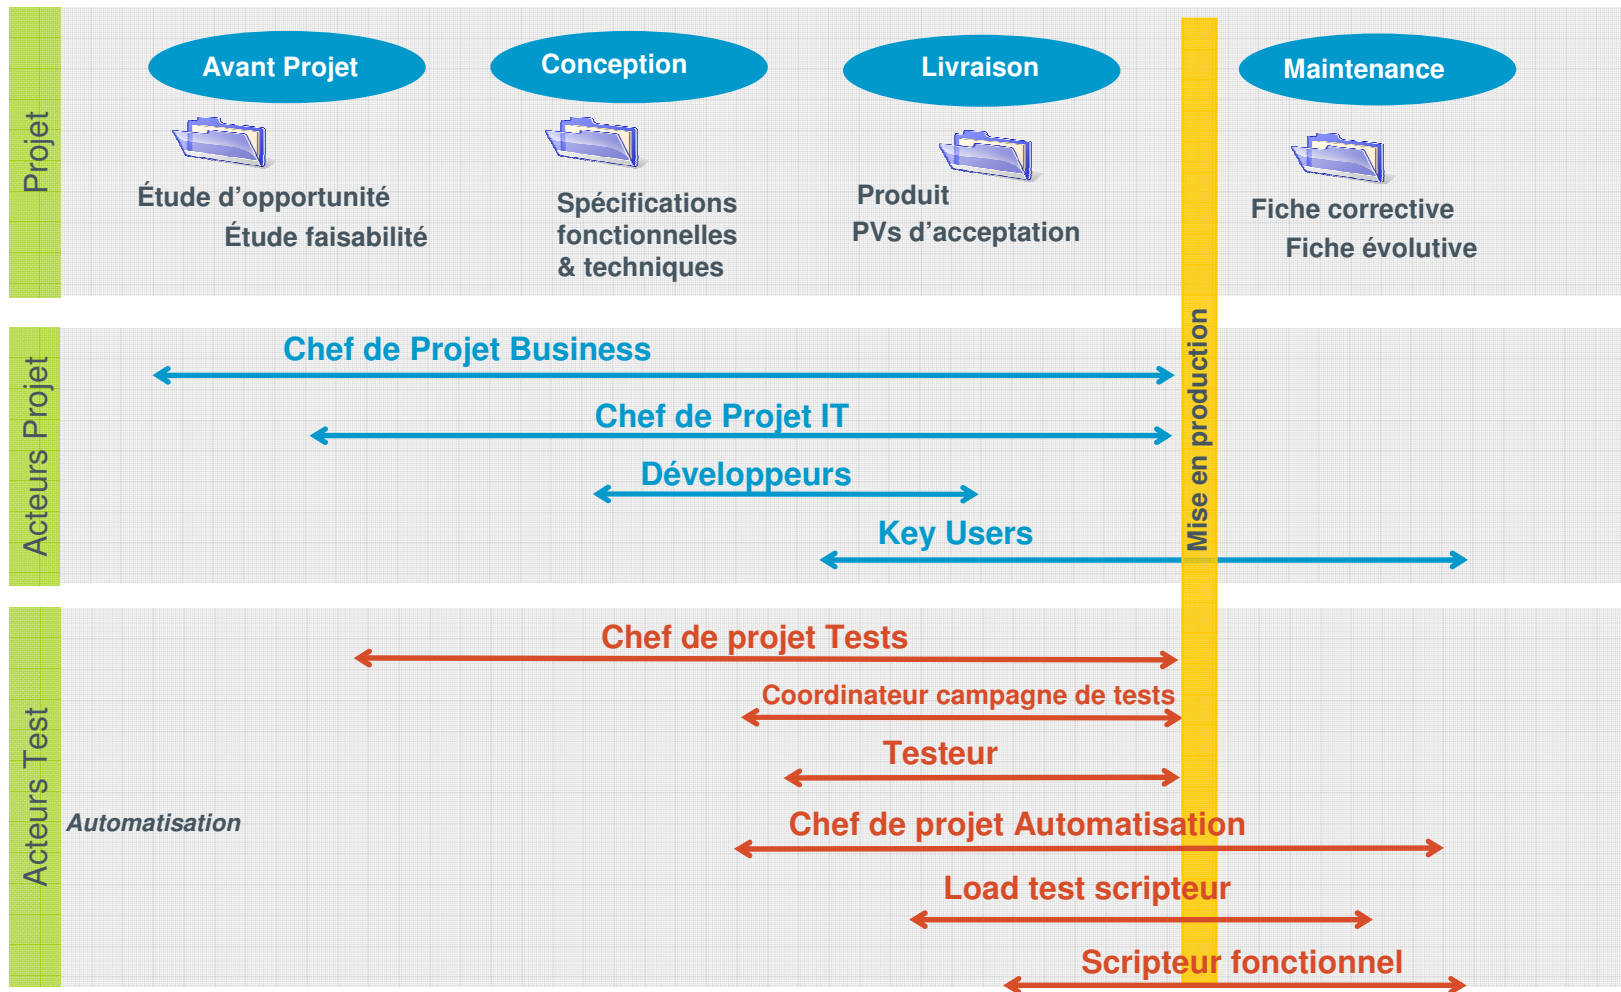 Projet
Avant Projet
Conception
Livraison
Maintenance
Étude d'opportunité
Étude faisabilité
Spécifications
fonctionnelles
& techniques
Produit
PVs d'acceptation
Fiche corrective
Fiche évolutive
Mise en production
Acteurs Projet
Chef de Projet Business
Chef de Projet IT
Développeurs
Key Users
Acteurs Test
Chef de projet Tests
Coordinateur campagne de tests
Testeur
Automatisation
Chef de projet Automatisation
Load test scripteur
Scripteur fonctionnel